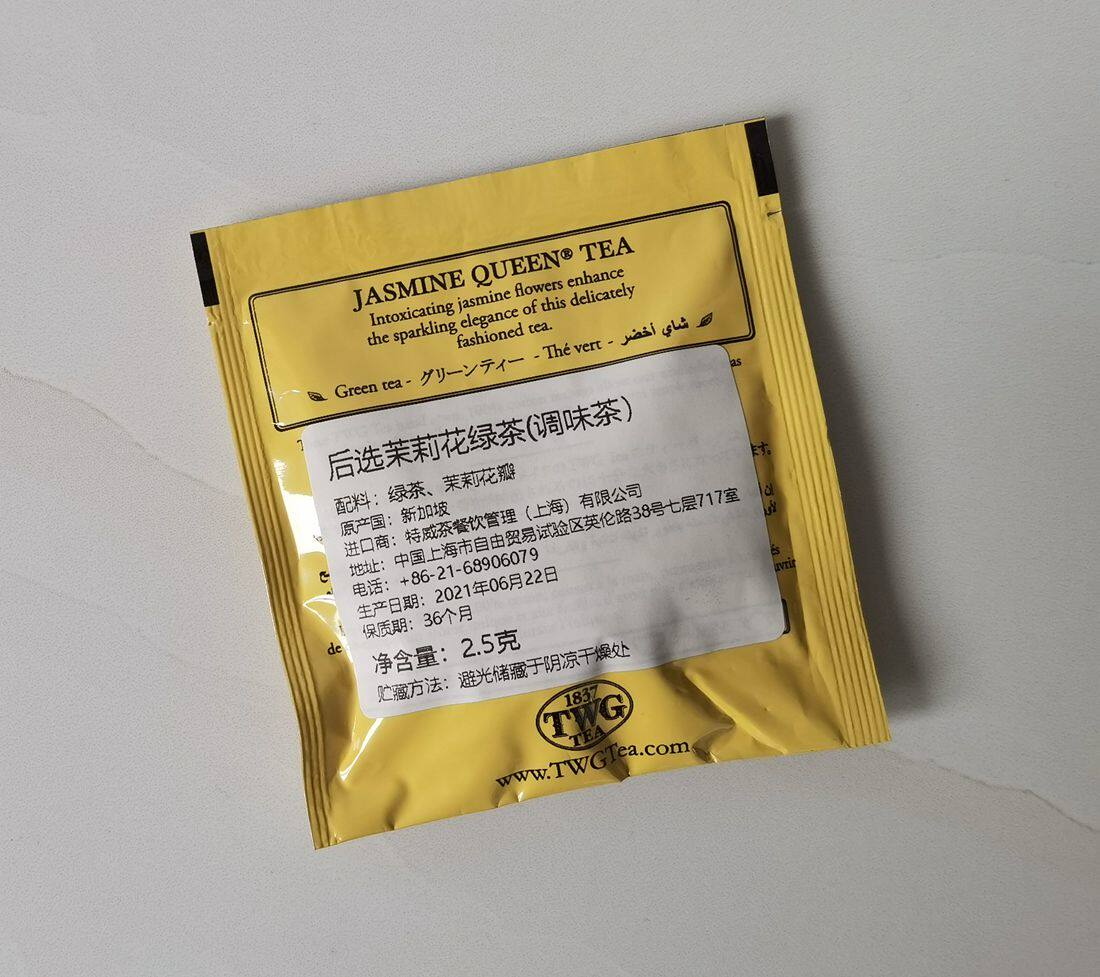 JASMINE QUEEN® TEA
Intoxicating jasmine flowers enhance
the sparkling elegance of this delicately
fashioned tea.
Green tea - グリーンティー - Thé vert - شاي أخضر
后选茉莉花绿茶(调味茶)
配料：绿茶、茉莉花瓣
原产国：新加坡
进口商：特威茶餐饮管理（上海）有限公司
地址：中国上海市自由贸易试验区英伦路38号七层717室
电话：+86-21-68906079
生产日期：2021年06月22日
保质期：36个月
净含量：2.5克
贮藏方法：避光储藏于阴凉干燥处
1837
TWG
TEA
www.TWGTea.com